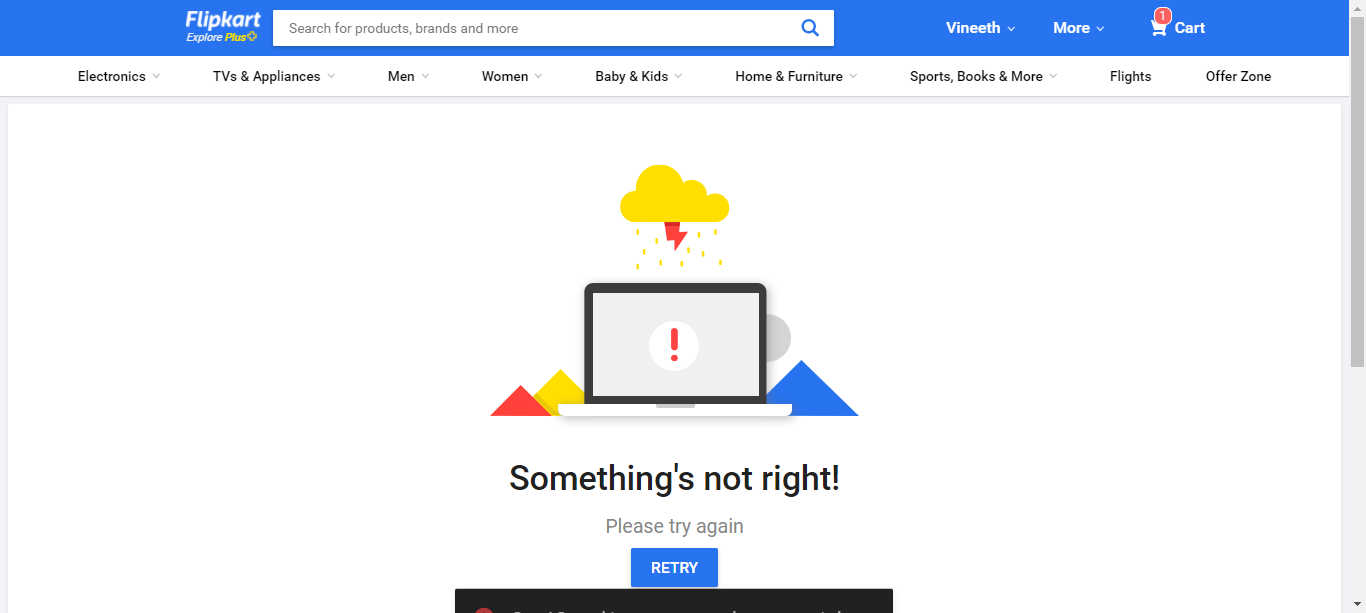 Flipkart
Explore Plus
Search for products, brands and more
Vineeth
More
1
Cart
Electronics
TVs & Appliances
Men
Women
Baby & Kids
Home & Furniture
Sports, Books & More
Flights
Offer Zone
!
Something's not right!
Please try again
RETRY